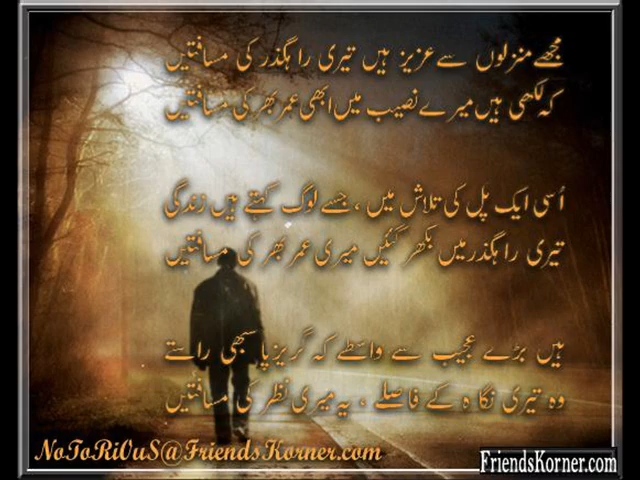 مجھے منزلوں سے عزیز ہیں تیری راہگذر کی مسافتیں
کہ لکھی ہیں میرے نصیب میں ابھی عمر بھر کی مسافتیں
اُسی ایک پل کی تلاش میں ، جسے لوگ کہتے ہیں زندگی
تیری راہگذر میں بکھر گئیں میری عمر بھر کی مسافتیں
ہیں بڑے عجیب سے واسطے کہ گریز پا سبھی راستے
وہ تیری نگاہ کے فاصلے ، یہ میری نظر کی مسافتیں
NoToRiOuS@FriendsKorner.com
FriendsKorner.com